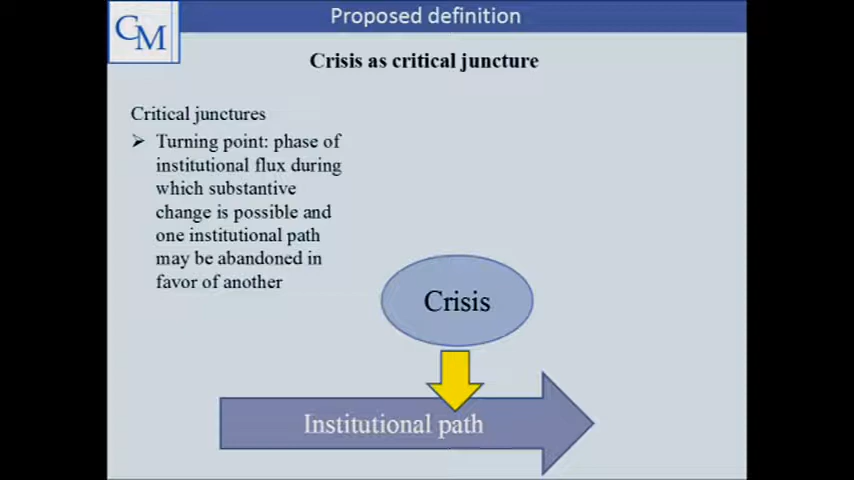 Proposed definition
CM
Crisis as critical juncture
Critical junctures
Turning point: phase of
institutional flux during
which substantive
change is possible and
one institutional path
may be abandoned in
favor of another
Crisis
Institutional path